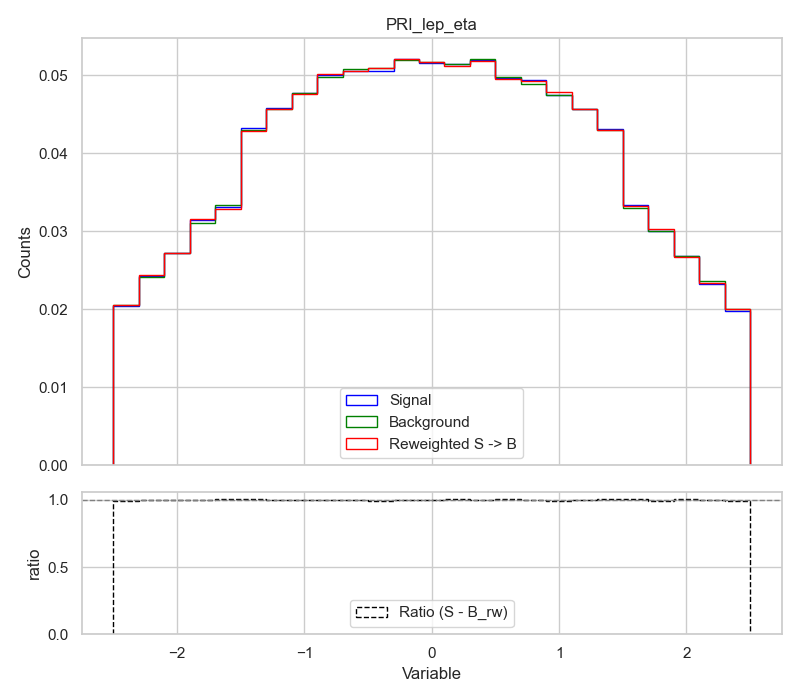 PRI_lep_eta
0.05
0.04
0.03
0.02
0.01
0.00
Counts
Signal
Background
Reweighted S -> B
1.0
0.5
0.0
ratio
Ratio (S - B_rw)
−2
−1
0
1
2
Variable